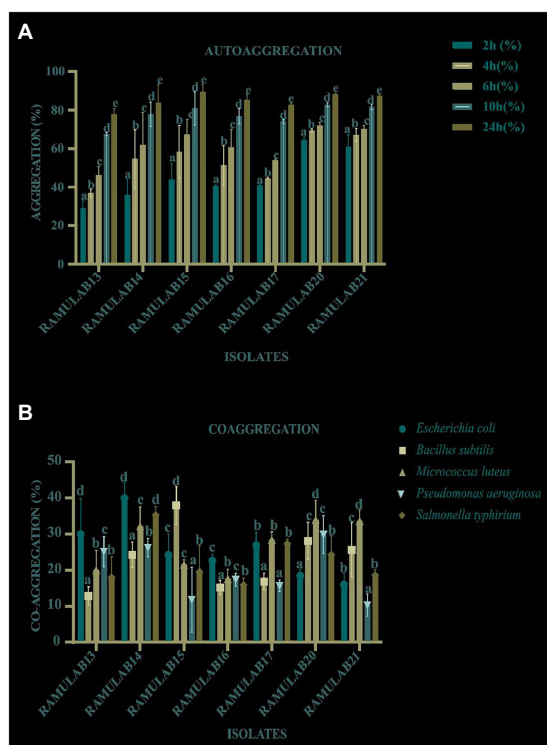 A
AUTOAGGREGATION
2h (%)
4h(%)
6h(%)
10h(%)
24h(%)
AGGREGATION (%)
100
80
60
40
20
0
a b c d e
a b c d e
a b c d e
a b c d e
a b c d e
a b c d e
a b c d e
RAMULAB13
RAMULAB14
RAMULAB15
RAMULAB16
RAMULAB17
RAMULAB20
RAMULAB21
ISOLATES
B
COAGGREGATION
Escherichia coli
Bacillus subtilis
Micrococcus luteus
Pseudomonas aeruginosa
Salmonella typhirium
CO-AGGREGATION (%)
50
40
30
20
10
0
d a b c b
d a c b d
c d c a b
c a b c a
b a b a b
a c d c b
a c d a b
RAMULAB13
RAMULAB14
RAMULAB15
RAMULAB16
RAMULAB17
RAMULAB20
RAMULAB21
ISOLATES